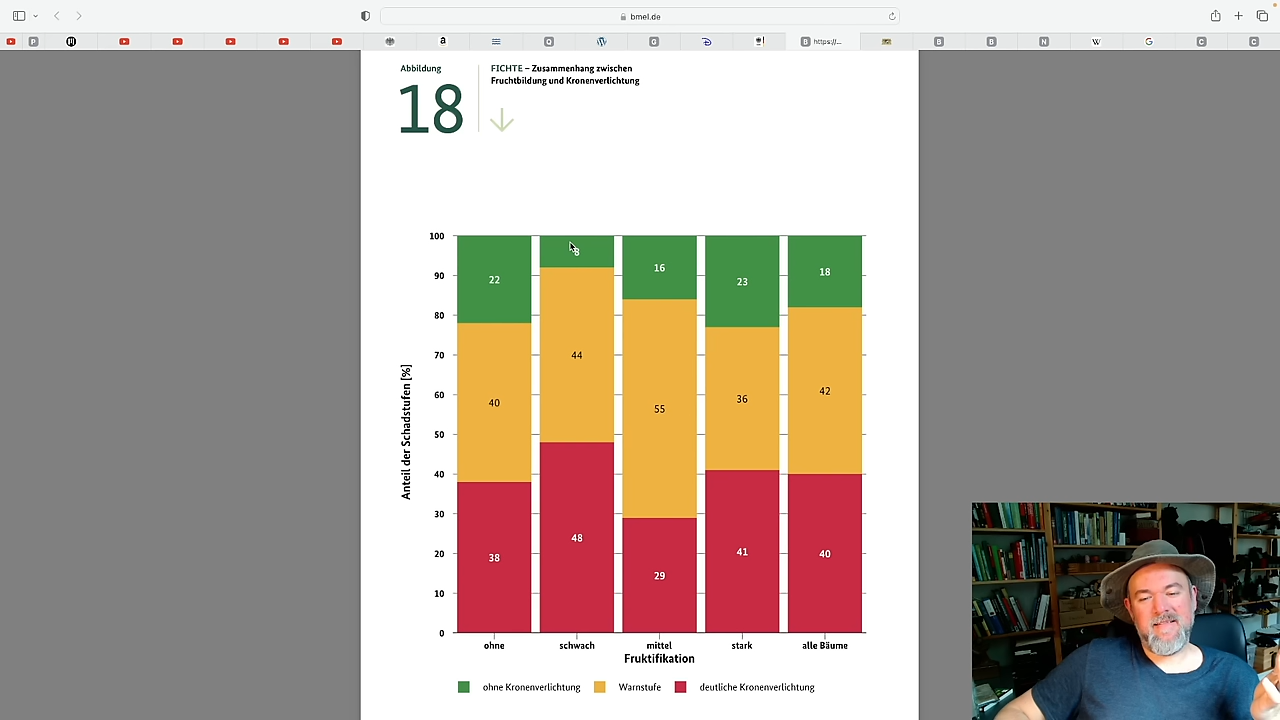 bmel.de
https://...
Abbildung
18
FICHTE – Zusammenhang zwischen
Fruchtbildung und Kronenverlichtung
Anteil der Schadstufen [%]
100
90
80
70
60
50
40
30
20
10
0
22
8
16
23
18
40
44
55
36
42
38
48
29
41
40
ohne
schwach
mittel
stark
alle Bäume
Fruktifikation
ohne Kronenverlichtung
Warnstufe
deutliche Kronenverlichtung